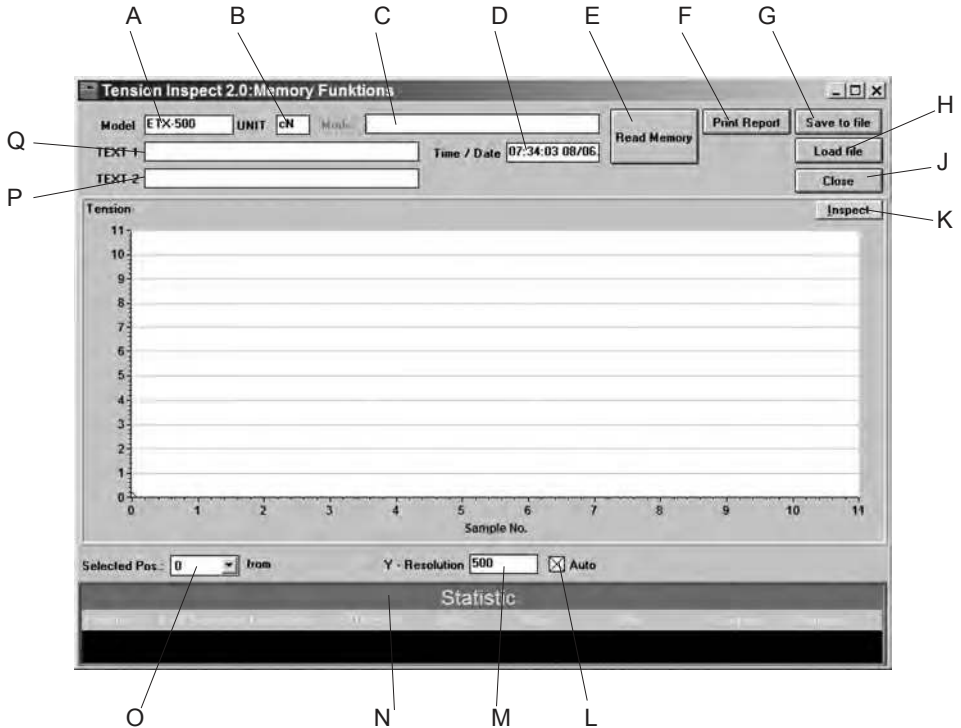 A B C D E F G
Tension Inspect 2.0:Memory Funktions
Model ETX-500 UNIT cN Mode Read Memory Print Report Save to file H
Q TEXT 1 Time / Date 07:34:03 08/06. Load file J
P TEXT 2 Close
Tension Inspect K
11
10
9
8
7
6
5
4
3
2
1
0
0 1 2 3 4 5 6 7 8 9 10 11
Sample No.
Selected Pos.: 0 from Y - Resolution 500 Auto
Statistic
O N M L